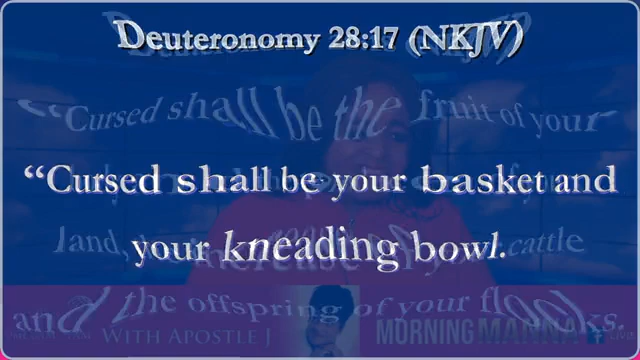 Deuteronomy 28:17 (NKJV)
“Cursed shall be the fruit of your
“Cursed shall be your basket and
your kneading bowl.
land,
cattle
and the offspring of your flocks.
WITH APOSTLE J
MORNING MANNA